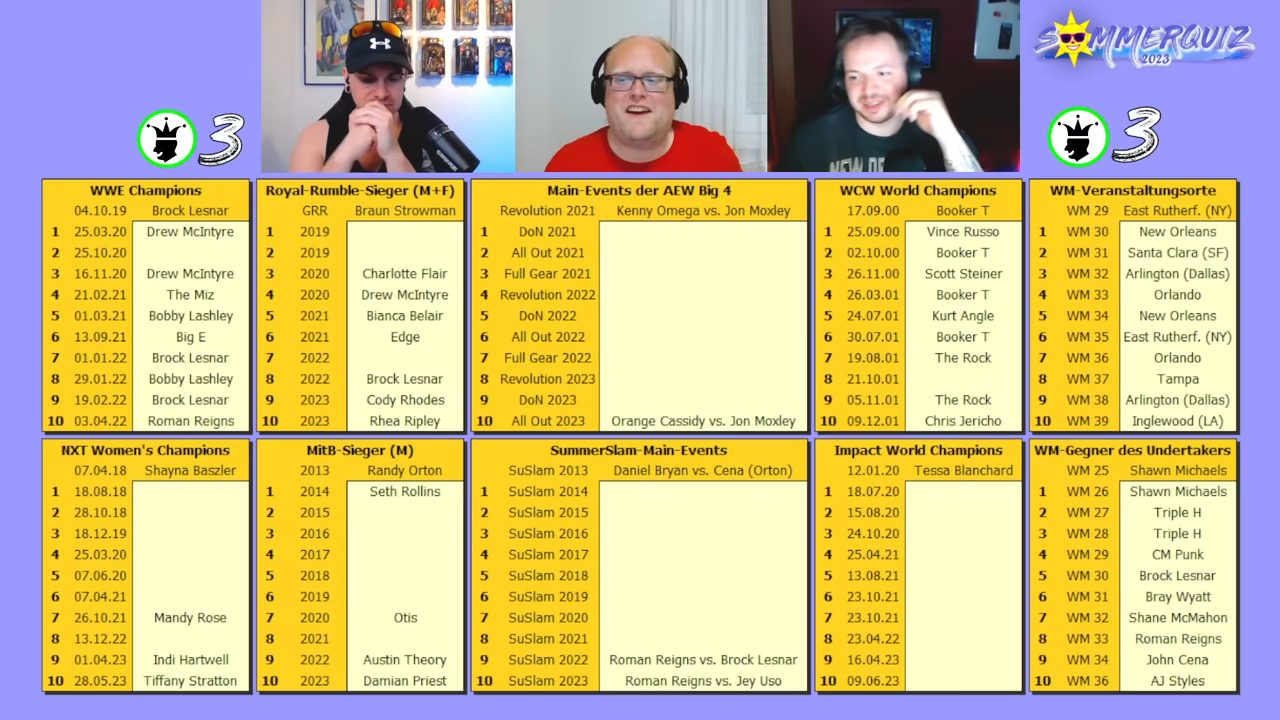 SOMMERQUIZ
2023
3
3
WWE Champions
04.10.19 Brock Lesnar
1 25.03.20 Drew McIntyre
2 25.10.20
3 16.11.20 Drew McIntyre
4 21.02.21 The Miz
5 01.03.21 Bobby Lashley
6 13.09.21 Big E
7 01.01.22 Brock Lesnar
8 29.01.22 Bobby Lashley
9 19.02.22 Brock Lesnar
10 03.04.22 Roman Reigns
Royal-Rumble-Sieger (M+F)
GRR Braun Strowman
1 2019
2 2019
3 2020 Charlotte Flair
4 2020 Drew McIntyre
5 2021 Bianca Belair
6 2021 Edge
7 2022
8 2022 Brock Lesnar
9 2023 Cody Rhodes
10 2023 Rhea Ripley
Main-Events der AEW Big 4
Revolution 2021 Kenny Omega vs. Jon Moxley
1 DoN 2021
2 All Out 2021
3 Full Gear 2021
4 Revolution 2022
5 DoN 2022
6 All Out 2022
7 Full Gear 2022
8 Revolution 2023
9 DoN 2023
10 All Out 2023 Orange Cassidy vs. Jon Moxley
WCW World Champions
17.09.00 Booker T
1 25.09.00 Vince Russo
2 02.10.00 Booker T
3 26.11.00 Scott Steiner
4 26.03.01 Booker T
5 24.07.01 Kurt Angle
6 30.07.01 Booker T
7 19.08.01 The Rock
8 21.10.01
9 05.11.01 The Rock
10 09.12.01 Chris Jericho
WM-Veranstaltungsorte
WM 29 East Rutherf. (NY)
1 WM 30 New Orleans
2 WM 31 Santa Clara (SF)
3 WM 32 Arlington (Dallas)
4 WM 33 Orlando
5 WM 34 New Orleans
6 WM 35 East Rutherf. (NY)
7 WM 36 Orlando
8 WM 37 Tampa
9 WM 38 Arlington (Dallas)
10 WM 39 Inglewood (LA)
NXT Women's Champions
07.04.18 Shayna Baszler
1 18.08.18
2 28.10.18
3 18.12.19
4 25.03.20
5 07.06.20
6 07.04.21
7 26.10.21 Mandy Rose
8 13.12.22
9 01.04.23 Indi Hartwell
10 28.05.23 Tiffany Stratton
MitB-Sieger (M)
2013 Randy Orton
1 2014 Seth Rollins
2 2015
3 2016
4 2017
5 2018
6 2019
7 2020 Otis
8 2021
9 2022 Austin Theory
10 2023 Damian Priest
SummerSlam-Main-Events
SuSlam 2013 Daniel Bryan vs. Cena (Orton)
1 SuSlam 2014
2 SuSlam 2015
3 SuSlam 2016
4 SuSlam 2017
5 SuSlam 2018
6 SuSlam 2019
7 SuSlam 2020
8 SuSlam 2021
9 SuSlam 2022 Roman Reigns vs. Brock Lesnar
10 SuSlam 2023 Roman Reigns vs. Jey Uso
Impact World Champions
12.01.20 Tessa Blanchard
1 18.07.20
2 15.08.20
3 24.10.20
4 25.04.21
5 13.08.21
6 23.10.21
7 23.10.21
8 23.04.22
9 16.04.23
10 09.06.23
WM-Gegner des Undertakers
WM 25 Shawn Michaels
1 WM 26 Shawn Michaels
2 WM 27 Triple H
3 WM 28 Triple H
4 WM 29 CM Punk
5 WM 30 Brock Lesnar
6 WM 31 Bray Wyatt
7 WM 32 Shane McMahon
8 WM 33 Roman Reigns
9 WM 34 John Cena
10 WM 36 AJ Styles